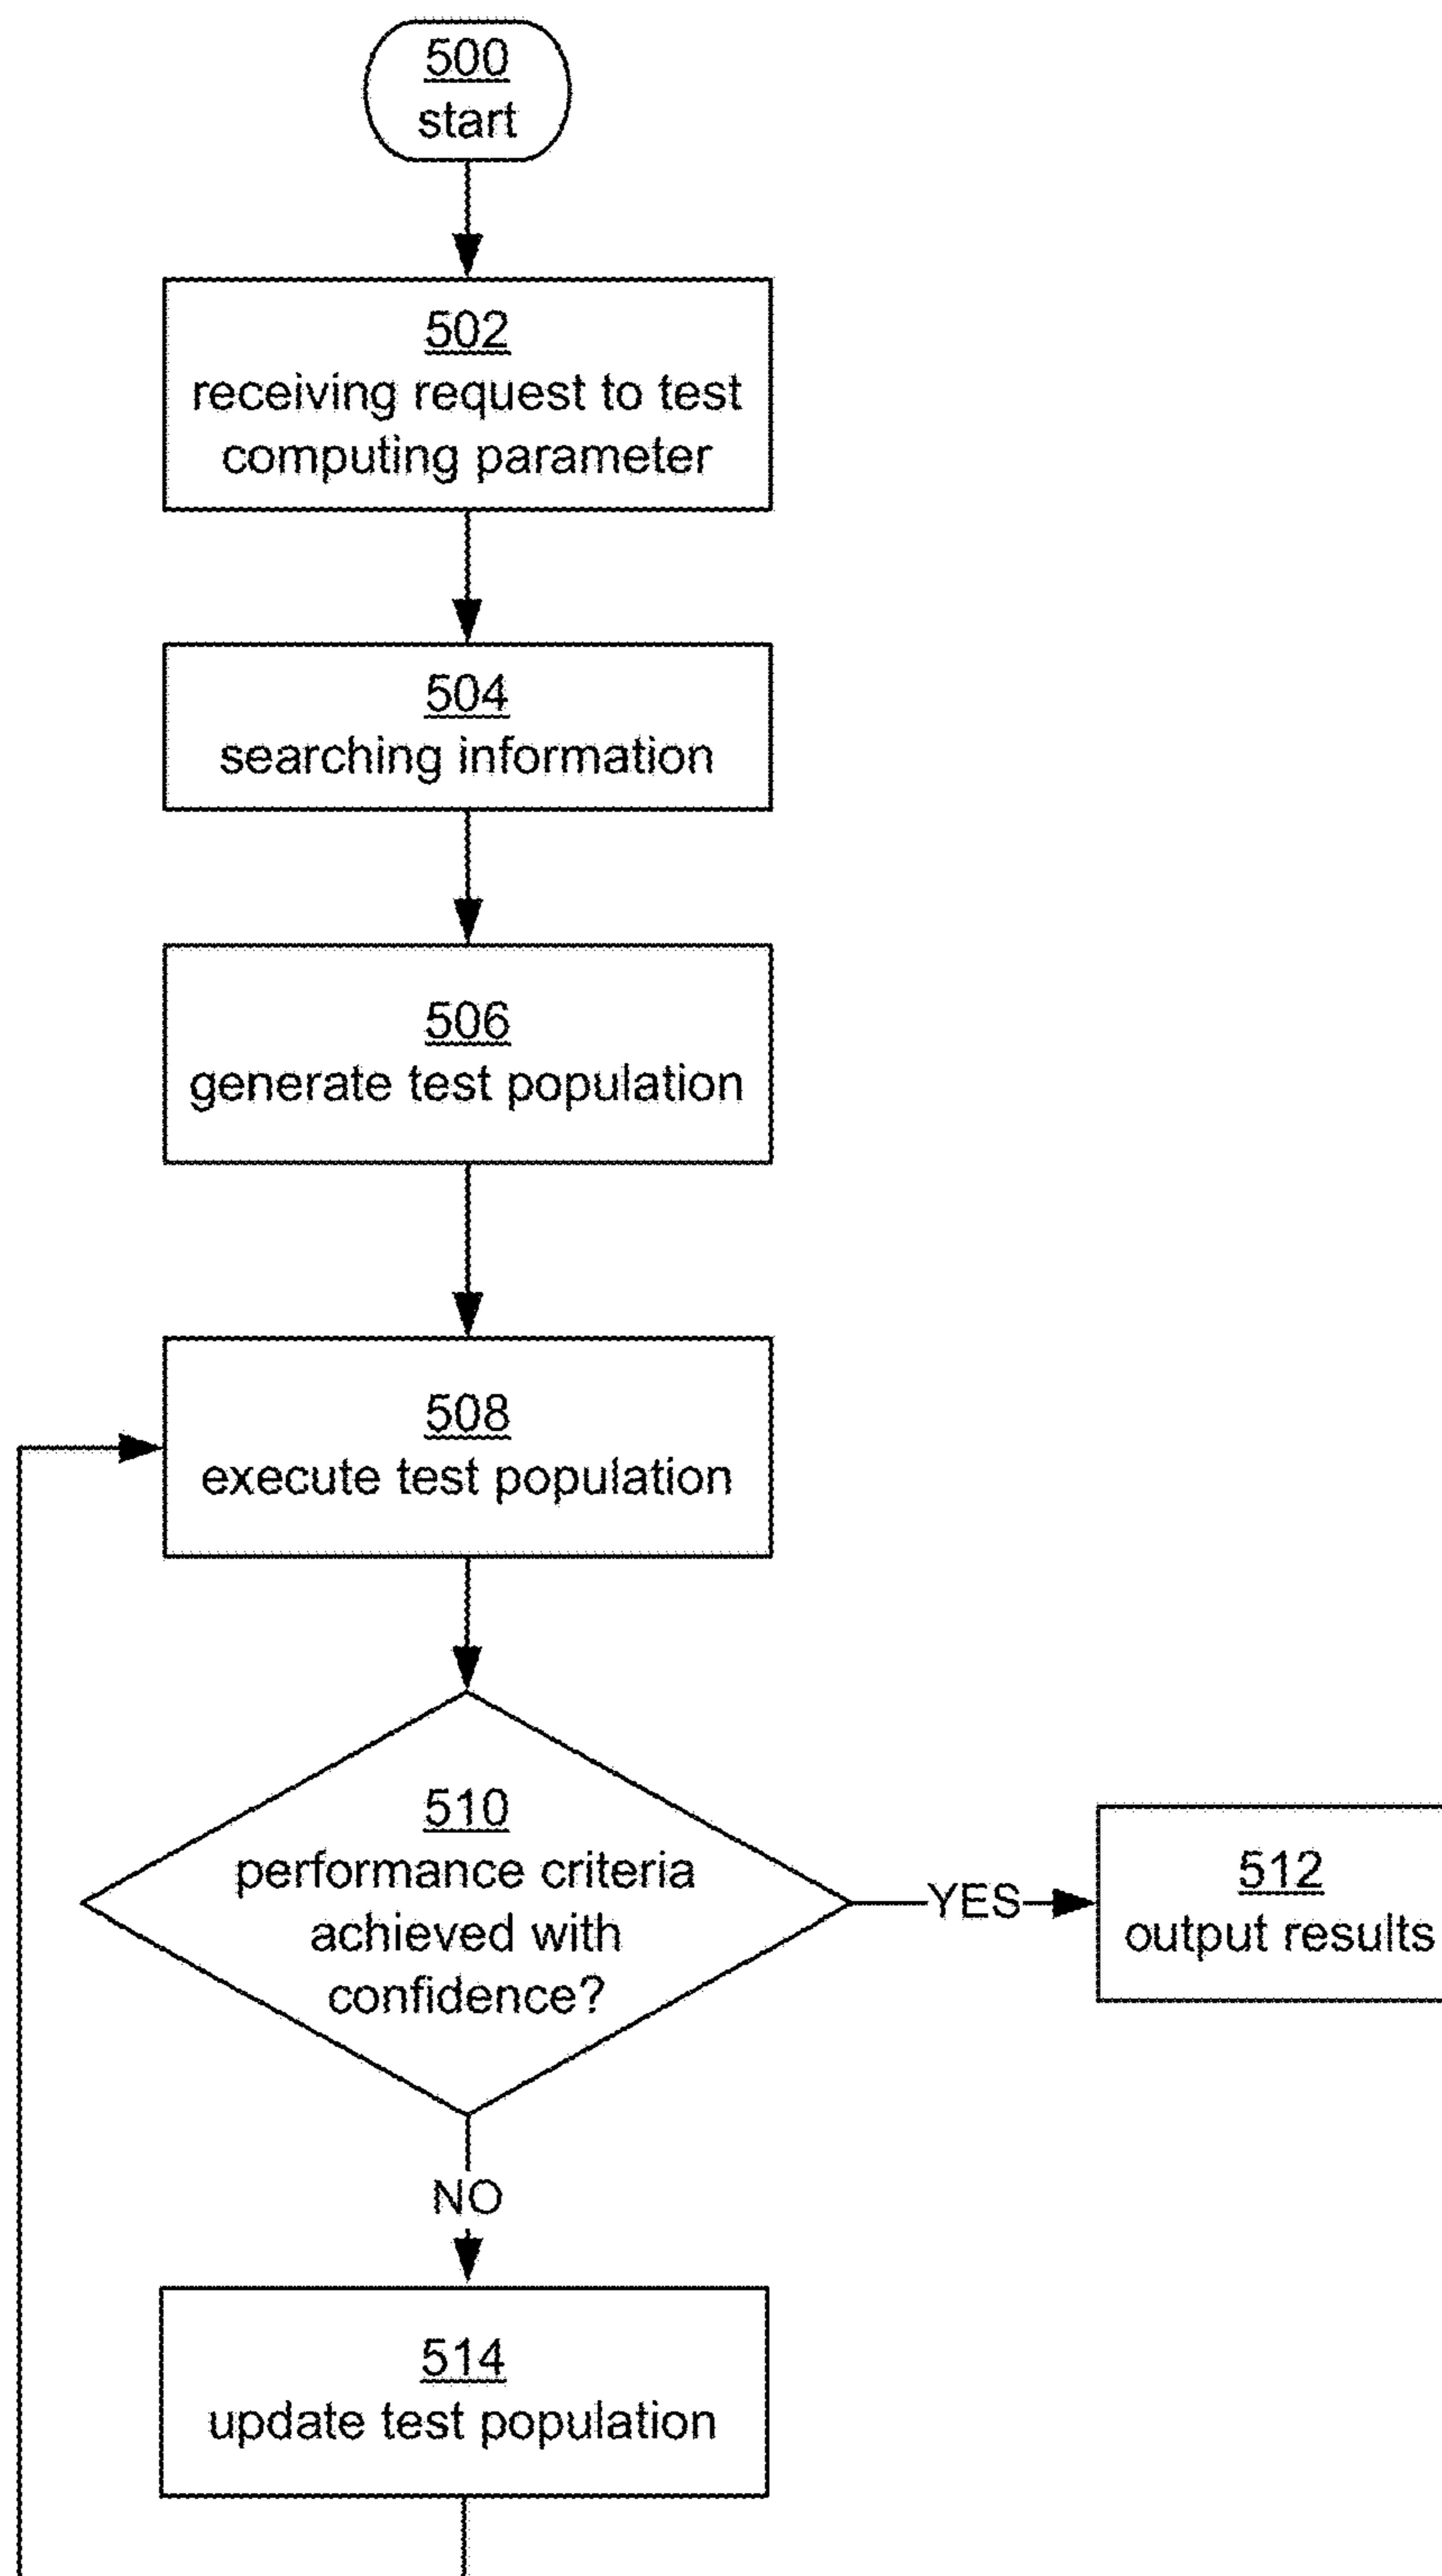 500
start
502
receiving request to test
computing parameter
504
searching information
506
generate test population
508
execute test population
510
performance criteria
achieved with
confidence?
YES
512
output results
NO
514
update test population